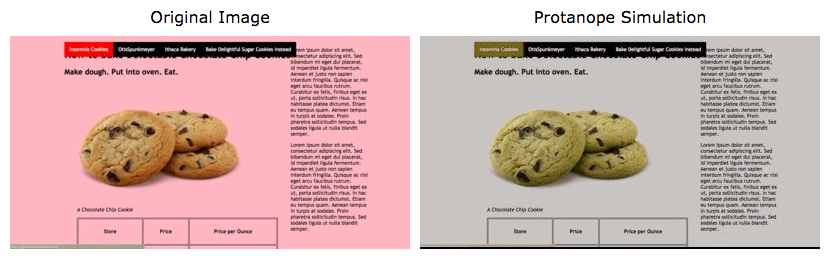 Original Image
Insomnia Cookies OtisSpunkmeyer Ithaca Bakery Bake Delightful Sugar Cookies Instead
Make dough. Put into oven. Eat.
Lorem ipsum dolor sit amet,
consectetur adipiscing elit. Sed
bibendum mi eget dui placerat,
id imperdiet ligula fermentum.
Aenean et justo non sapien
interdum fringilla. Quisque ac nisi
eget arcu faucibus rutrum.
Curabitur ex felis, finibus eget ex
ut, porta sollicitudin risus. In hac
habitasse platea dictumst. Etiam
eu tempus quam. Aenean tempus
in turpis at sodales. Proin
pharetra sollicitudin tempus. Sed
sodales ligula ut nulla blandit
semper.
Lorem ipsum dolor sit amet,
consectetur adipiscing elit. Sed
bibendum mi eget dui placerat,
id imperdiet ligula fermentum.
Aenean et justo non sapien
interdum fringilla. Quisque ac nisi
eget arcu faucibus rutrum.
Curabitur ex felis, finibus eget ex
ut, porta sollicitudin risus. In hac
habitasse platea dictumst. Etiam
eu tempus quam. Aenean tempus
in turpis at sodales. Proin
pharetra sollicitudin tempus. Sed
sodales ligula ut nulla blandit
semper.
A Chocolate Chip Cookie
Store Price Price per Ounce
Protanope Simulation
Insomnia Cookies OtisSpunkmeyer Ithaca Bakery Bake Delightful Sugar Cookies Instead
Make dough. Put into oven. Eat.
Lorem ipsum dolor sit amet,
consectetur adipiscing elit. Sed
bibendum mi eget dui placerat,
id imperdiet ligula fermentum.
Aenean et justo non sapien
interdum fringilla. Quisque ac nisi
eget arcu faucibus rutrum.
Curabitur ex felis, finibus eget ex
ut, porta sollicitudin risus. In hac
habitasse platea dictumst. Etiam
eu tempus quam. Aenean tempus
in turpis at sodales. Proin
pharetra sollicitudin tempus. Sed
sodales ligula ut nulla blandit
semper.
Lorem ipsum dolor sit amet,
consectetur adipiscing elit. Sed
bibendum mi eget dui placerat,
id imperdiet ligula fermentum.
Aenean et justo non sapien
interdum fringilla. Quisque ac nisi
eget arcu faucibus rutrum.
Curabitur ex felis, finibus eget ex
ut, porta sollicitudin risus. In hac
habitasse platea dictumst. Etiam
eu tempus quam. Aenean tempus
in turpis at sodales. Proin
pharetra sollicitudin tempus. Sed
sodales ligula ut nulla blandit
semper.
A Chocolate Chip Cookie
Store Price Price per Ounce